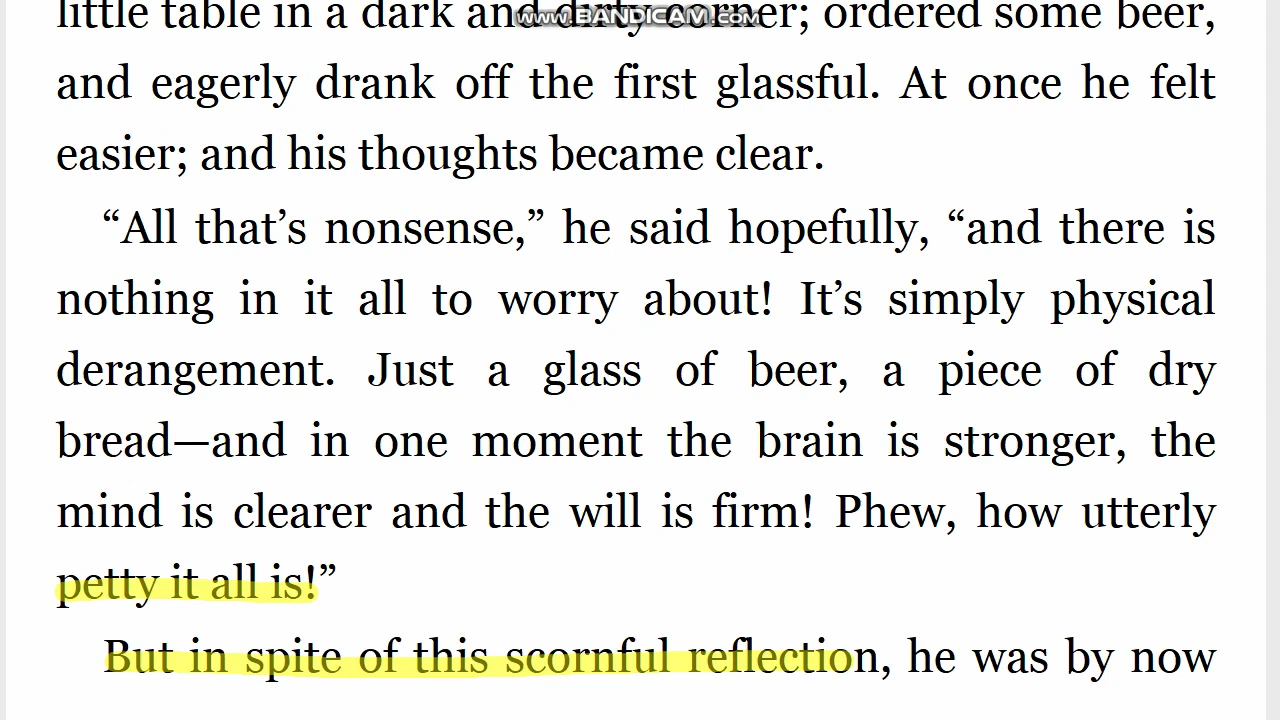 www.BANDICAM.com
little table in a dark and dirty corner; ordered some beer,
and eagerly drank off the first glassful. At once he felt
easier; and his thoughts became clear.
“All that’s nonsense,” he said hopefully, “and there is
nothing in it all to worry about! It’s simply physical
derangement. Just a glass of beer, a piece of dry
bread—and in one moment the brain is stronger, the
mind is clearer and the will is firm! Phew, how utterly
petty it all is!”
But in spite of this scornful reflection, he was by now